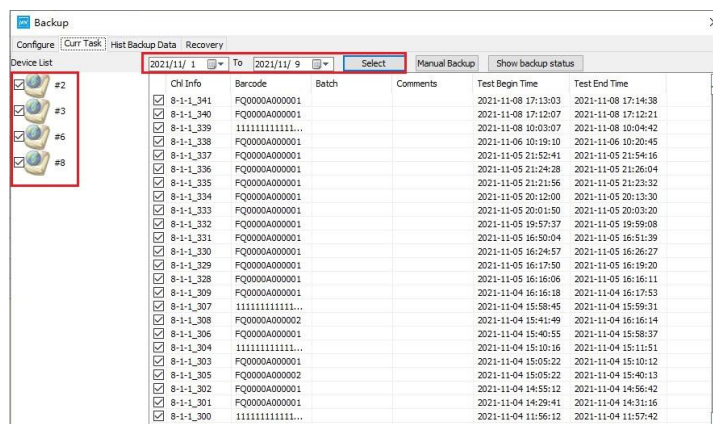 Backup
Configure Curr Task Hist Backup Data Recovery
Device List 2021/11/ 1 To 2021/11/ 9 Select Manual Backup Show backup status
#2
#3
#6
#8
Chl Info Barcode Batch Comments Test Begin Time Test End Time
8-1-1_341 FQ0000A000001 2021-11-08 17:13:03 2021-11-08 17:14:38
8-1-1_340 FQ0000A000001 2021-11-08 17:12:07 2021-11-08 17:12:21
8-1-1_339 111111111111... 2021-11-08 10:03:07 2021-11-08 10:04:42
8-1-1_338 FQ0000A000001 2021-11-06 10:19:10 2021-11-06 10:20:45
8-1-1_337 FQ0000A000001 2021-11-05 21:52:41 2021-11-05 21:54:16
8-1-1_336 FQ0000A000001 2021-11-05 21:24:28 2021-11-05 21:26:04
8-1-1_335 FQ0000A000001 2021-11-05 21:21:56 2021-11-05 21:23:32
8-1-1_334 FQ0000A000001 2021-11-05 20:12:00 2021-11-05 20:13:30
8-1-1_333 FQ0000A000001 2021-11-05 20:01:50 2021-11-05 20:03:20
8-1-1_332 FQ0000A000001 2021-11-05 19:57:37 2021-11-05 19:59:08
8-1-1_331 FQ0000A000001 2021-11-05 16:50:04 2021-11-05 16:51:39
8-1-1_330 FQ0000A000001 2021-11-05 16:24:57 2021-11-05 16:26:27
8-1-1_329 FQ0000A000001 2021-11-05 16:17:50 2021-11-05 16:19:20
8-1-1_328 FQ0000A000001 2021-11-05 16:16:06 2021-11-05 16:16:11
8-1-1_309 FQ0000A000001 2021-11-04 16:16:18 2021-11-04 16:17:53
8-1-1_307 111111111111... 2021-11-04 15:58:45 2021-11-04 15:59:31
8-1-1_308 FQ0000A000002 2021-11-04 15:41:49 2021-11-04 16:16:14
8-1-1_306 FQ0000A000001 2021-11-04 15:40:55 2021-11-04 15:58:37
8-1-1_304 111111111111... 2021-11-04 15:10:16 2021-11-04 15:11:51
8-1-1_303 FQ0000A000001 2021-11-04 15:05:22 2021-11-04 15:10:12
8-1-1_305 FQ0000A000002 2021-11-04 15:05:22 2021-11-04 15:40:13
8-1-1_302 FQ0000A000001 2021-11-04 14:55:12 2021-11-04 14:56:42
8-1-1_301 FQ0000A000001 2021-11-04 14:29:41 2021-11-04 14:31:16
8-1-1_300 111111111111... 2021-11-04 11:56:12 2021-11-04 11:57:42